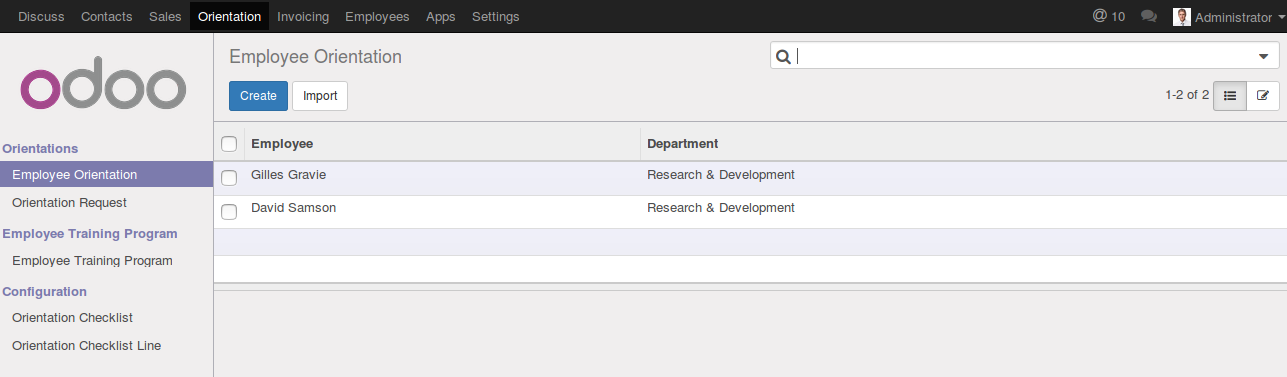 Discuss Contacts Sales Orientation Invoicing Employees Apps Settings @ 10 Administrator
odoo
Employee Orientation
Create Import 1-2 of 2
Orientations
Employee Orientation
Orientation Request
Employee Training Program
Employee Training Program
Configuration
Orientation Checklist
Orientation Checklist Line
Employee Department
Gilles Gravie Research & Development
David Samson Research & Development